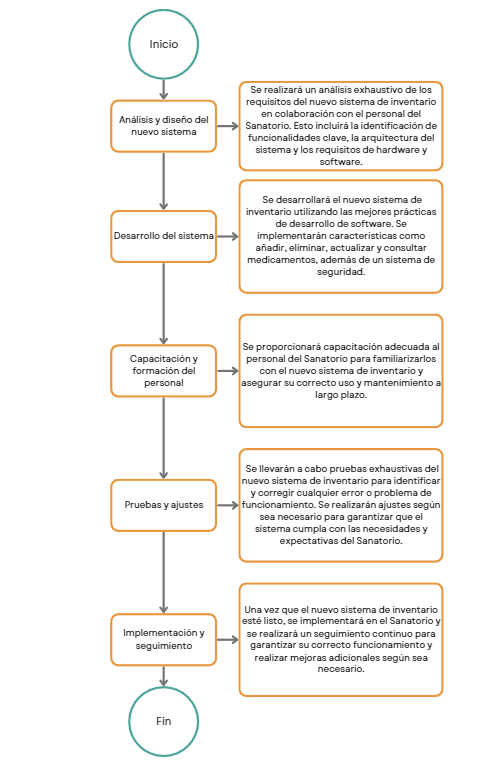 Inicio
Análisis y diseño del
nuevo sistema
Se realizará un análisis exhaustivo de los
requisitos del nuevo sistema de inventario
en colaboración con el personal del
Sanatorio. Esto incluirá la identificación de
funcionalidades clave, la arquitectura del
sistema y los requisitos de hardware y
software.
Desarrollo del sistema
Se desarrollará el nuevo sistema de
inventario utilizando las mejores prácticas
de desarrollo de software. Se
implementarán características como
añadir, eliminar, actualizar y consultar
medicamentos, además de un sistema de
seguridad.
Capacitación y
formación del
personal
Se proporcionará capacitación adecuada al
personal del Sanatorio para familiarizarlos
con el nuevo sistema de inventario y
asegurar su correcto uso y mantenimiento a
largo plazo.
Pruebas y ajustes
Se llevarán a cabo pruebas exhaustivas del
nuevo sistema de inventario para identificar
y corregir cualquier error o problema de
funcionamiento. Se realizarán ajustes según
sea necesario para garantizar que el
sistema cumpla con las necesidades y
expectativas del Sanatorio.
Implementación y
seguimiento
Una vez que el nuevo sistema de inventario
esté listo, se implementará en el Sanatorio y
se realizará un seguimiento continuo para
garantizar su correcto funcionamiento y
realizar mejoras adicionales según sea
necesario.
Fin